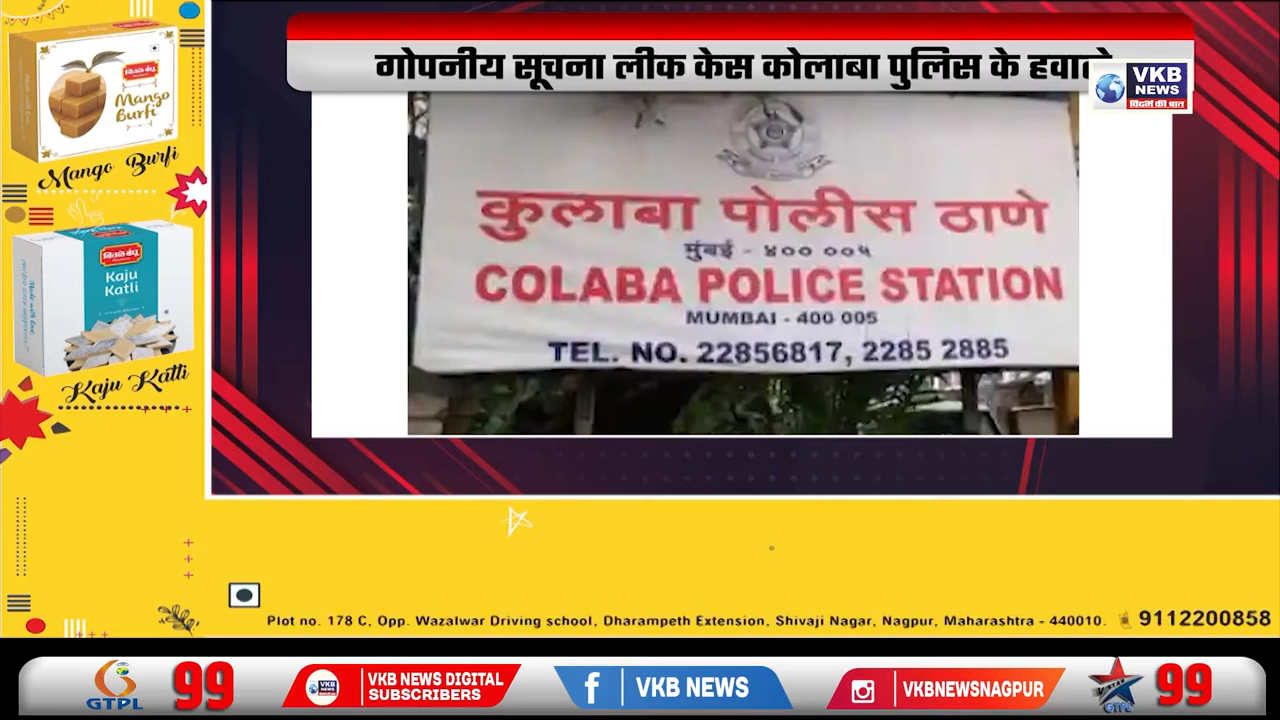 गोपनीय सूचना लीक केस कोलाबा पुलिस के
VKB
NEWS
विदर्भ की बात
Mango
Burfi
Mango Burfi
Kaju
Katli
Kaju Katli
कुलाबा पोलीस ठाणे
मुंबई - ४०० ००५
COLABA POLICE STATION
MUMBAI - 400 005
TEL. NO. 22856817, 2285 2885
Plot no. 178 C, Opp. Wazalwar Driving school, Dharampeth Extension, Shivaji Nagar, Nagpur, Maharashtra - 440010.
9112200858
GTPL
99
VKB NEWS DIGITAL
SUBSCRIBERS
VKB NEWS
VKBNEWSNAGPUR
V STAR
GTPL
99